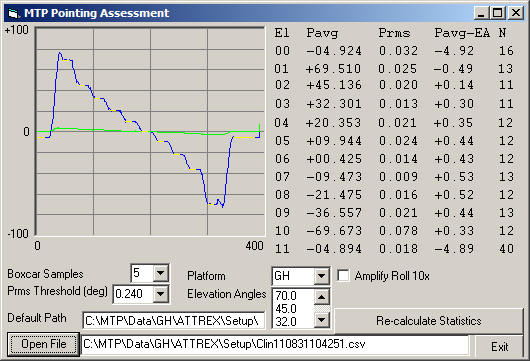 MTP Pointing Assessment
+100
0
-100
0
400
El Pavg Prms Pavg-EA N
00 -04.924 0.032 -4.92 16
01 +69.510 0.025 -0.49 13
02 +45.136 0.020 +0.14 11
03 +32.301 0.013 +0.30 11
04 +20.353 0.021 +0.35 12
05 +09.944 0.024 +0.44 12
06 +00.425 0.014 +0.43 12
07 -09.473 0.009 +0.53 13
08 -21.475 0.016 +0.52 12
09 -36.557 0.021 +0.44 13
10 -69.673 0.078 +0.33 12
11 -04.894 0.018 -4.89 40
Boxcar Samples 5
Prms Threshold (deg) 0.240
Platform GH
Amplify Roll 10x
Elevation Angles 70.0
45.0
32.0
Default Path C:\MTP\Data\GH\ATTREX\Setup\
Re-calculate Statistics
Open File C:\MTP\Data\GH\ATTREX\Setup\Clin110831104251.csv
Exit